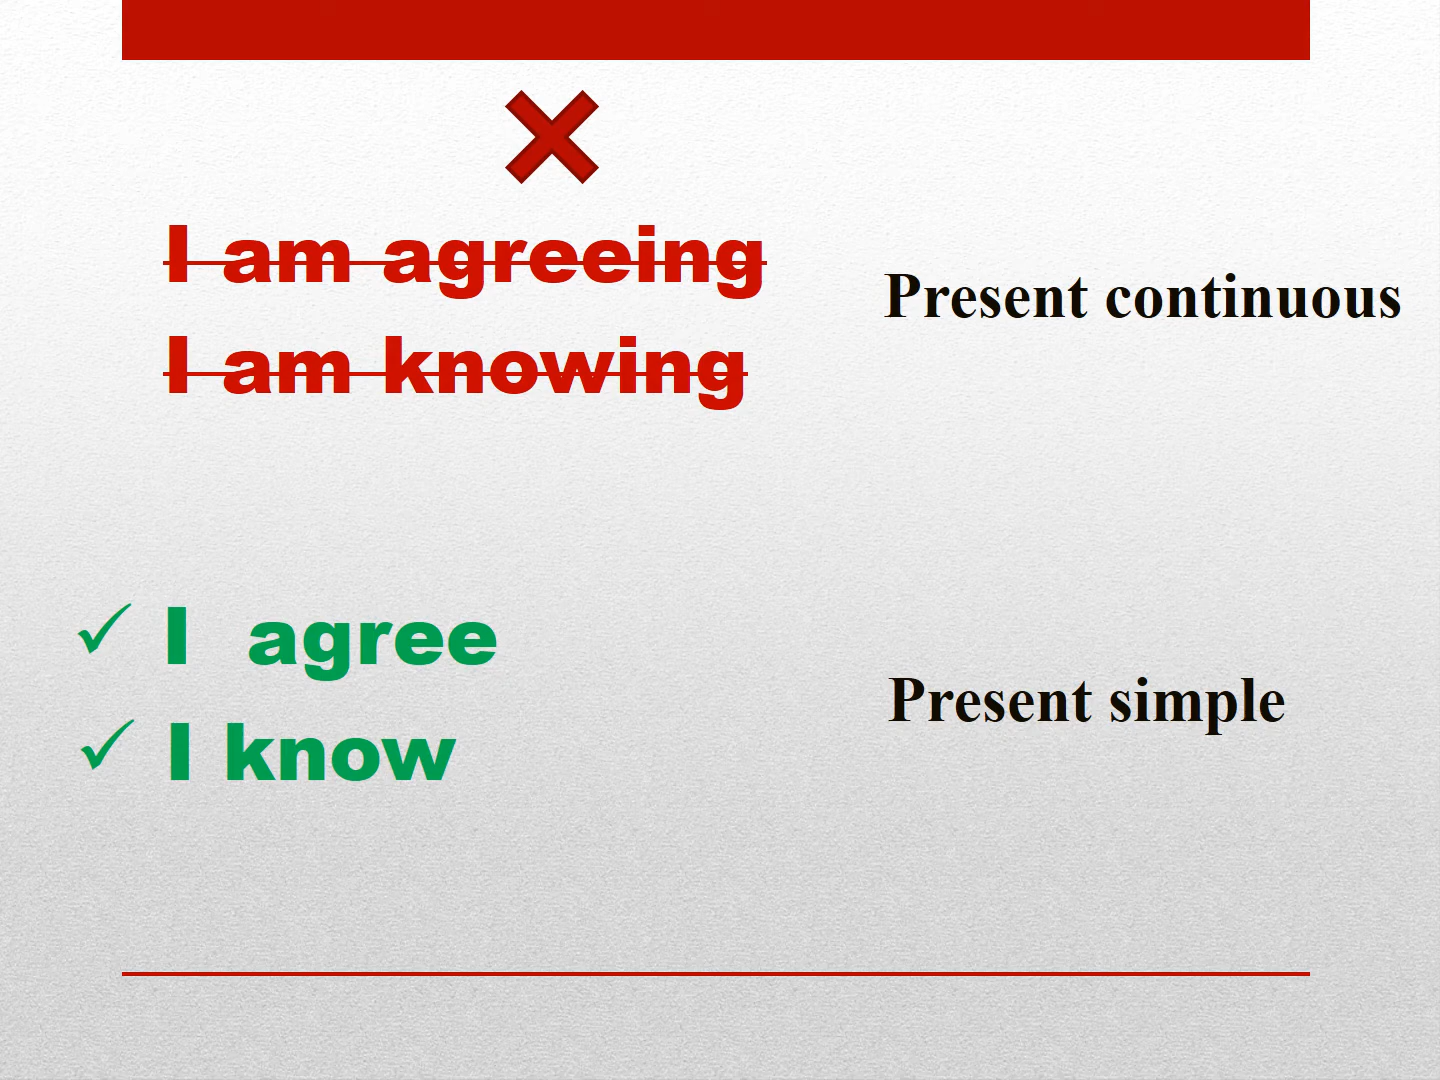 I am agreeing
Present continuous
I am knowing
✓ I agree
Present simple
✓ I know